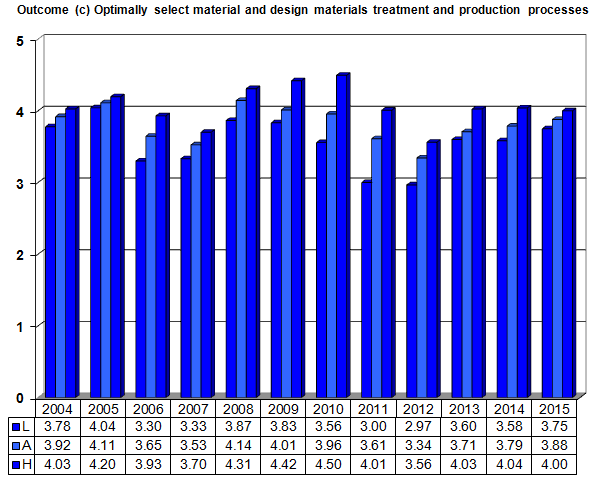 Outcome (c) Optimally select material and design materials treatment and production processes
5
4
3
2
1
0
2004 2005 2006 2007 2008 2009 2010 2011 2012 2013 2014 2015
L 3.78 4.04 3.30 3.33 3.87 3.83 3.56 3.00 2.97 3.60 3.58 3.75
A 3.92 4.11 3.65 3.53 4.14 4.01 3.96 3.61 3.34 3.71 3.79 3.88
H 4.03 4.20 3.93 3.70 4.31 4.42 4.50 4.01 3.56 4.03 4.04 4.00